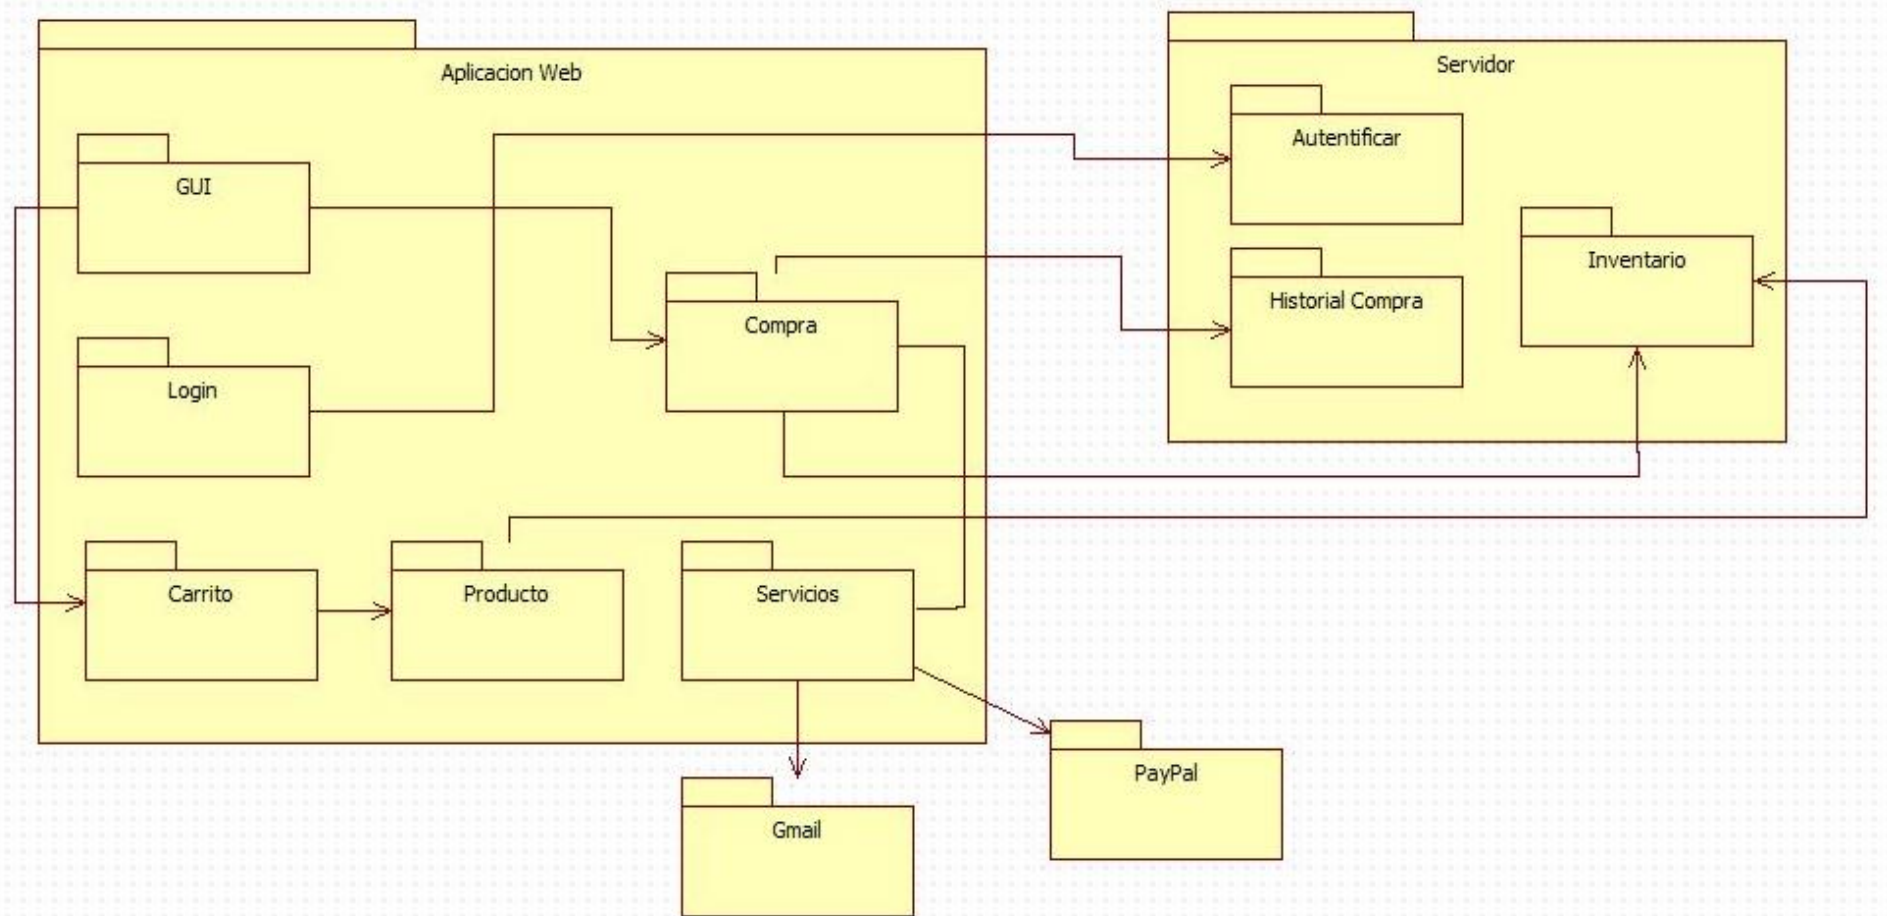 Aplicacion Web
GUI
Login
Compra
Carrito
Producto
Servicios
Servidor
Autentificar
Historial Compra
Inventario
Gmail
PayPal